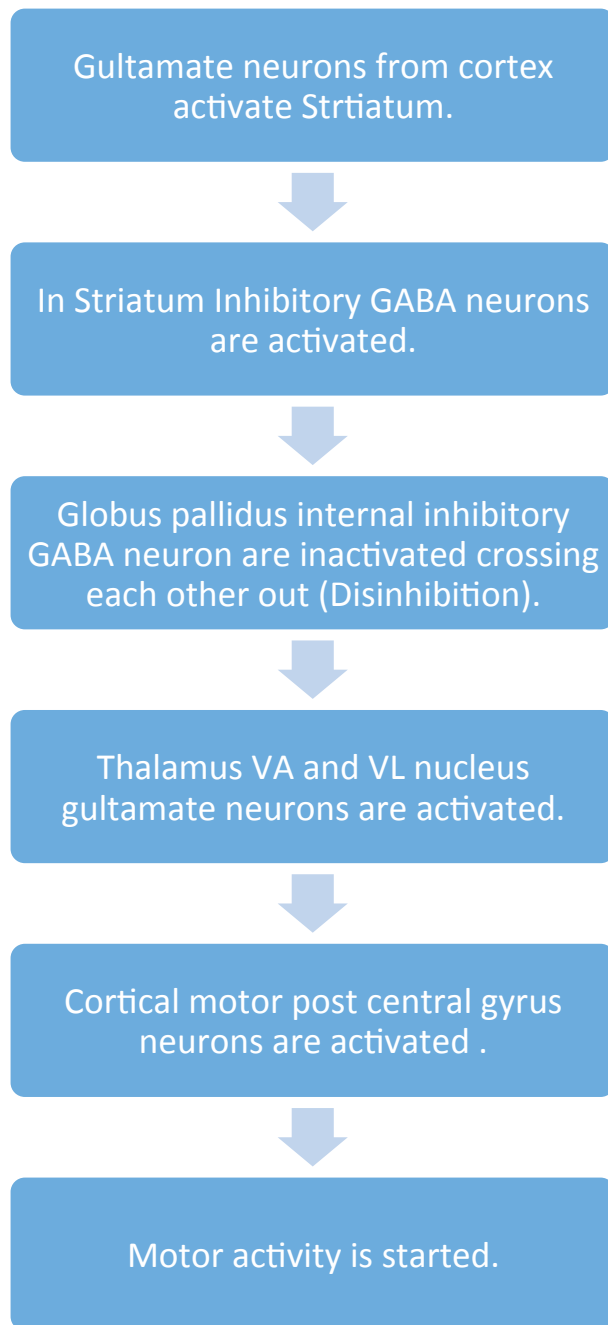 Gultamate neurons from cortex
activate Strtiatum.
In Striatum Inhibitory GABA neurons
are activated.
Globus pallidus internal inhibitory
GABA neuron are inactivated crossing
each other out (Disinhibition).
Thalamus VA and VL nucleus
gultamate neurons are activated.
Cortical motor post central gyrus
neurons are activated .
Motor activity is started.